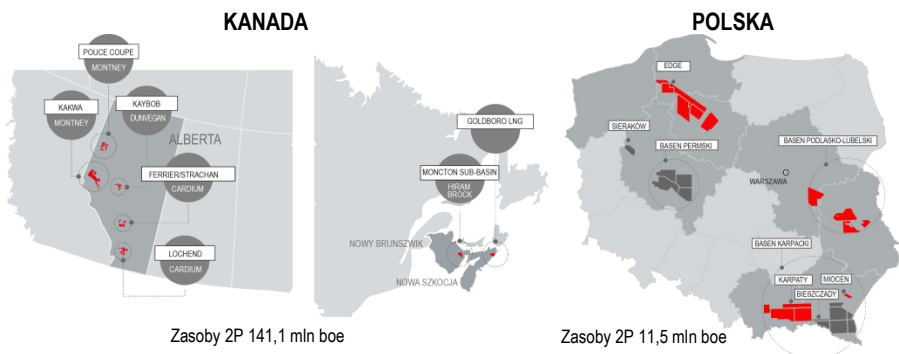 KANADA
POUCE COUPE
MONTNEY
KAKWA
MONTNEY
KAYBOB
DUNVEGAN
ALBERTA
FERRIER/STRACHAN
CARDIUM
LOCHEND
CARDIUM
GOLDBORO LNG
MONCTON SUB-BASIN
HIRAM
BROCK
NOWY BRUNSZWIK
NOWA SZKOCJA
Zasoby 2P 141,1 mln boe
POLSKA
EDGE
SIERAKÓW
BASEN PERMSKI
BASEN PODLASKO-LUBELSKI
WARSZAWA
BASEN KARPACKI
KARPATY
MIOCEN
BIESZCZADY
Zasoby 2P 11,5 mln boe